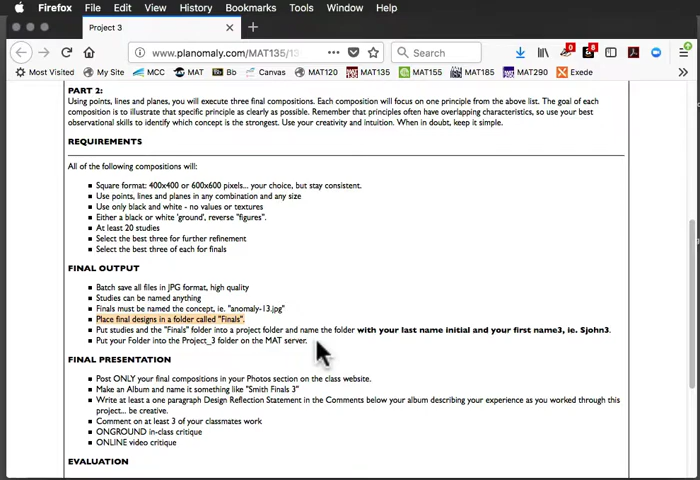 Firefox File Edit View History Bookmarks Tools Window Help
Project 3
www.planomaly.com/MAT135/13
Search
Most Visited My Site MCC MAT Bb Canvas MAT120 MAT135 MAT155 MAT185 MAT290 Exede
PART 2:
Using points, lines and planes, you will execute three final compositions. Each composition will focus on one principle from the above list. The goal of each
composition is to illustrate that specific principle as clearly as possible. Remember that principles often have overlapping characteristics, so use your best
observational skills to identify which concept is the strongest. Use your creativity and intuition. When in doubt, keep it simple.
REQUIREMENTS
All of the following compositions will:
Square format: 400x400 or 600x600 pixels... your choice, but stay consistent.
Use points, lines and planes in any combination and any size
Use only black and white - no values or textures
Either a black or white 'ground', reverse "figures".
At least 20 studies
Select the best three for further refinement
Select the best three of each for finals
FINAL OUTPUT
Batch save all files in JPG format, high quality
Studies can be named anything
Finals must be named the concept, ie. "anomaly-13.jpg"
Place final designs in a folder called "Finals".
Put studies and the "Finals" folder into a project folder and name the folder with your last name initial and your first name3, ie. Sjohn3.
Put your Folder into the Project_3 folder on the MAT server.
FINAL PRESENTATION
Post ONLY your final compositions in your Photos section on the class website.
Make an Album and name it something like "Smith Finals 3"
Write at least a one paragraph Design Reflection Statement in the Comments below your album describing your experience as you worked through this
project... be creative.
Comment on at least 3 of your classmates work
ONGROUND in-class critique
ONLINE video critique
EVALUATION